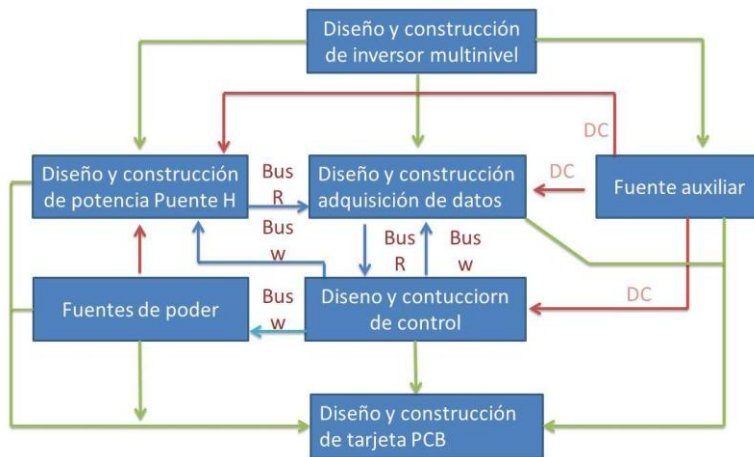 Diseño y construcción
de inversor multinivel
DC
Diseño y construcción
de potencia Puente H
Bus
R
Diseño y construcción
adquisición de datos
DC
Fuente auxiliar
Bus
w
Bus
R
Bus
w
Fuentes de poder
Bus
w
Diseno y contucciorn
de control
DC
Diseño y construcción
de tarjeta PCB